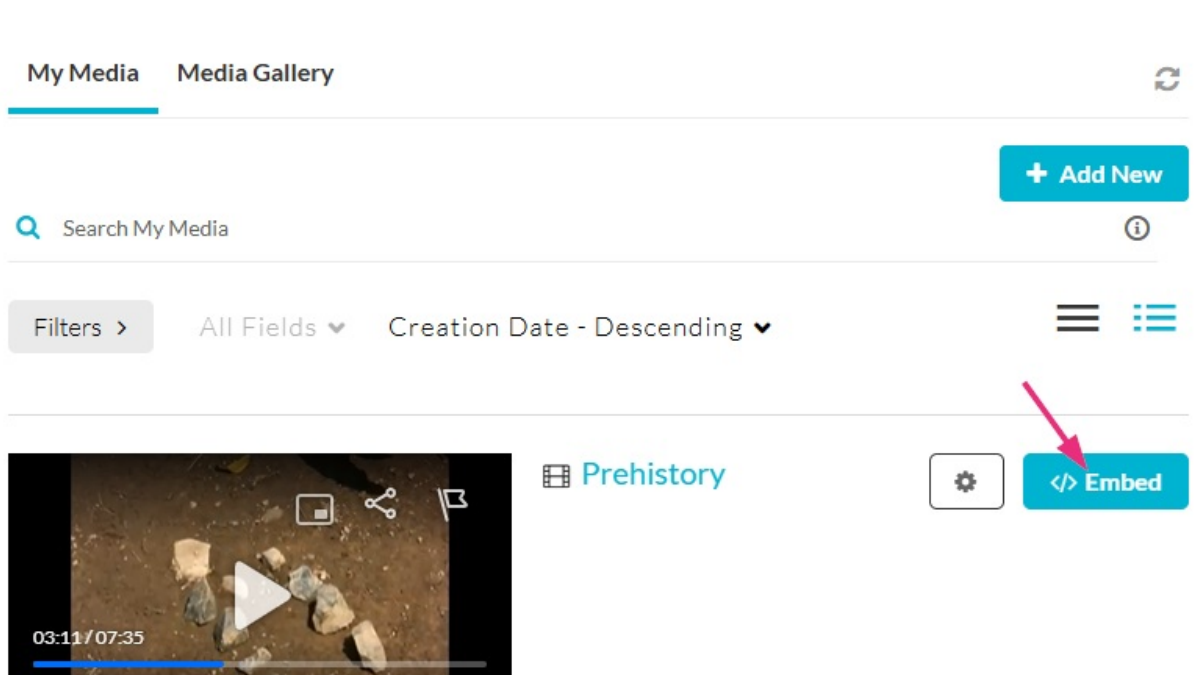 My Media Media Gallery
+ Add New
Search My Media
Filters >
All Fields
Creation Date - Descending
Prehistory
</> Embed
03:11 / 07:35